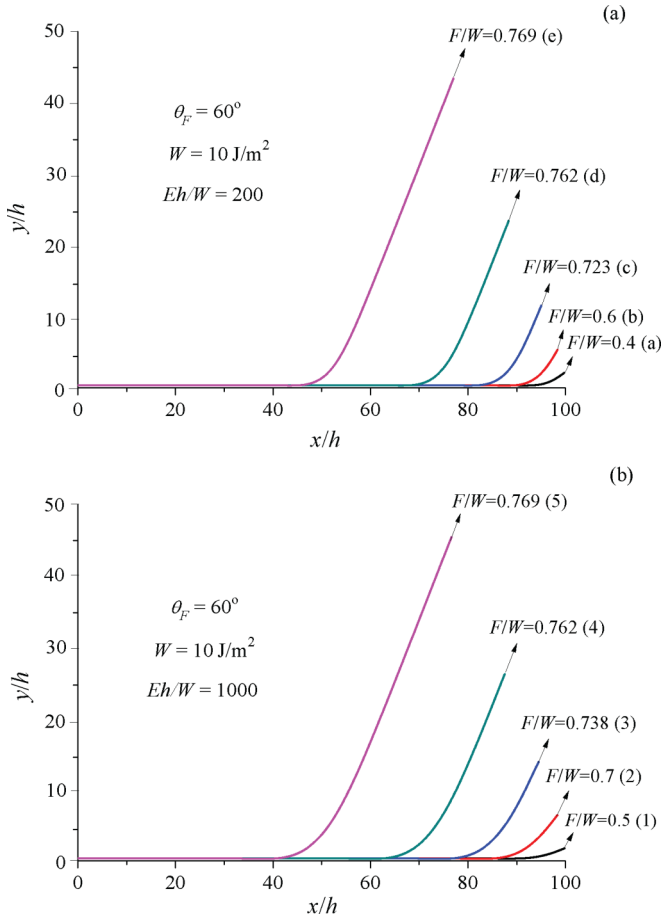 (a)
50
F/W=0.769 (e)
θF = 60°
40
W = 10 J/m²
F/W=0.762 (d)
30
Eh/W = 200
y/h
20
F/W=0.723 (c)
F/W=0.6 (b)
10
F/W=0.4 (a)
0
0 20 40 60 80 100
x/h
(b)
50
F/W=0.769 (5)
40
θF = 60°
F/W=0.762 (4)
W = 10 J/m²
30
Eh/W = 1000
y/h
20
F/W=0.738 (3)
F/W=0.7 (2)
10
F/W=0.5 (1)
0
0 20 40 60 80 100
x/h